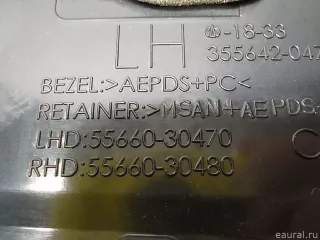 -18-33
LH
355642-047
BEZEL:>AEPDS+PC<
RETAINER:>MSAN+AEPDS
LHD:55660-30470
RHD:55660-30480
eaural.ru